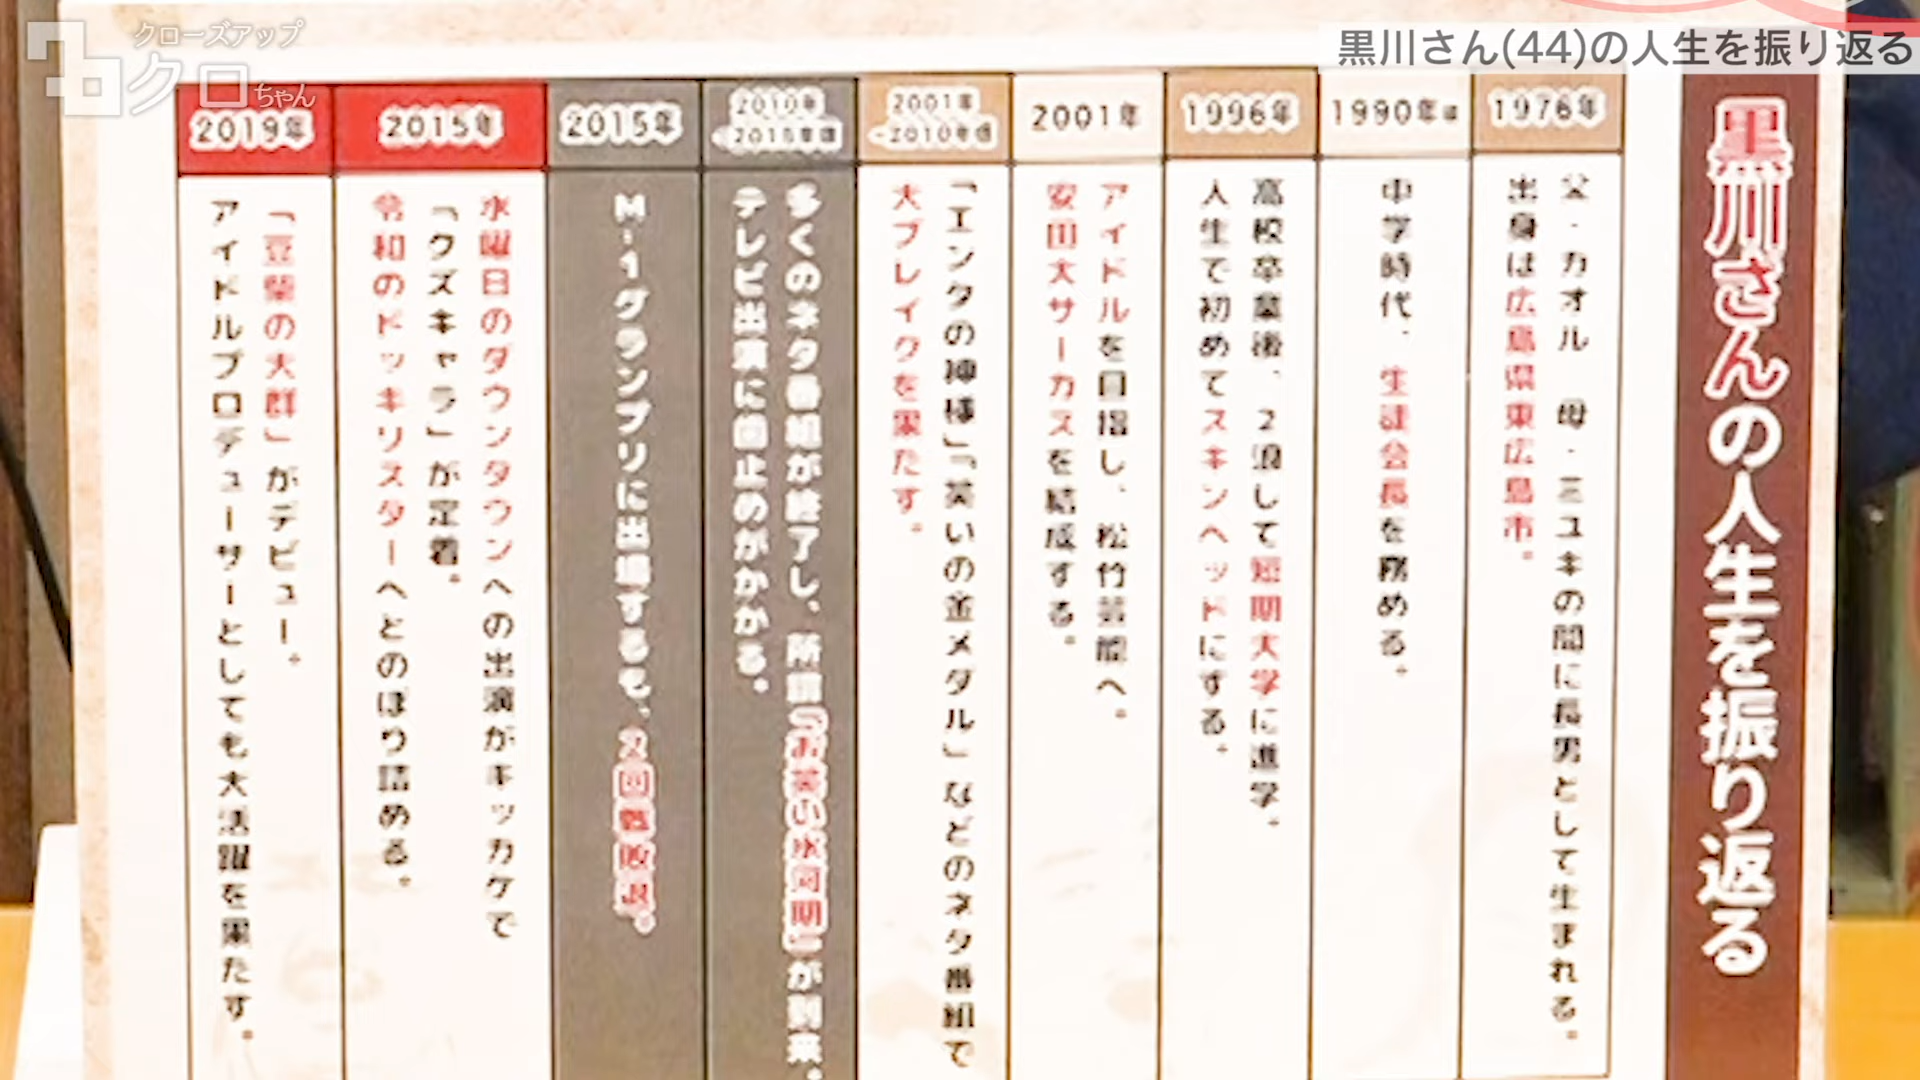 クローズアップ
クロちゃん
黒川さん(44)の人生を振り返る
黒川さんの人生を振り返る
1976年
父・カオル 母・ミユキの間に長男として生まれる。
出身は広島県東広島市。
1990年
中学時代、生徒会長を務める。
1996年
高校卒業後、2浪して短期大学に進学。
人生で初めてスキンヘッドにする。
2001年
アイドルを目指し、松竹芸能へ。
安田大サーカスを結成する。
2001年
~2010年頃
「エンタの神様」「笑いの金メダル」などのネタ番組で
大ブレイクを果たす。
2010年
~2015年頃
多くのネタ番組が終了し、所謂「お笑い氷河期」が到来。
テレビ出演に歯止めがかかる。
2015年
M-1グランプリに出場するも、2回戦敗退。
2015年
水曜日のダウンタウンへの出演がキッカケで
「クズキャラ」が定着。
令和のドッキリスターへとのぼり詰める。
2019年
「豆柴の大群」がデビュー。
アイドルプロデューサーとしても大活躍を果たす。